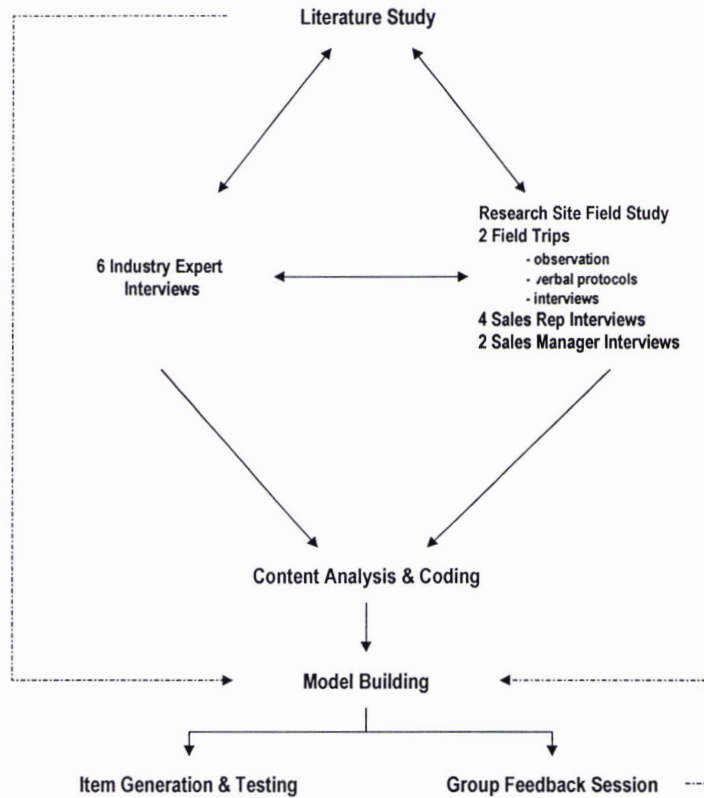 Literature Study
6 Industry Expert
Interviews
Research Site Field Study
2 Field Trips
- observation
- verbal protocols
- interviews
4 Sales Rep Interviews
2 Sales Manager Interviews
Content Analysis & Coding
Model Building
Item Generation & Testing
Group Feedback Session